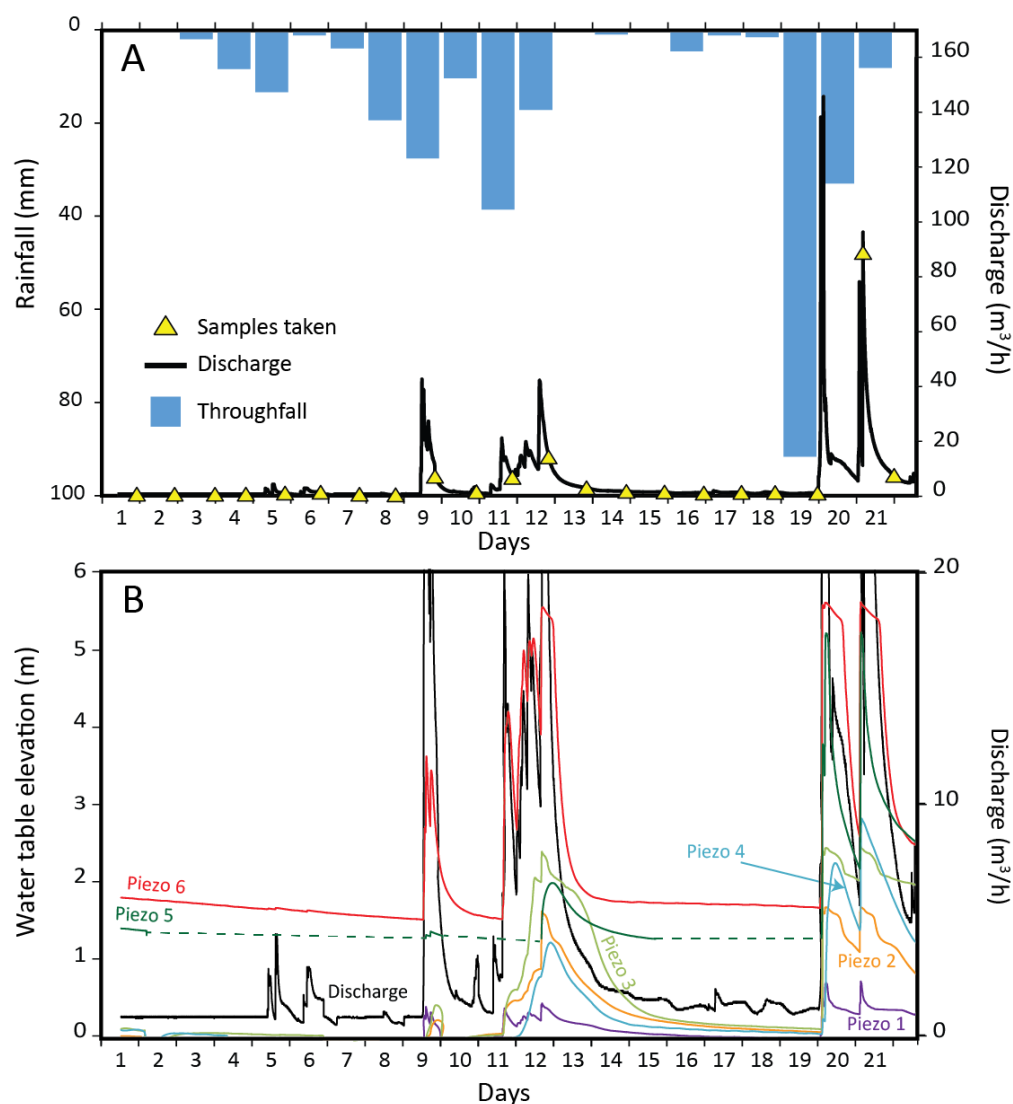 A
0
20
40
60
80
100
Rainfall (mm)
160
140
120
100
80
60
40
20
0
Discharge (m³/h)
Samples taken
Discharge
Throughfall
1 2 3 4 5 6 7 8 9 10 11 12 13 14 15 16 17 18 19 20 21
Days
B
6
5
4
3
2
1
0
Water table elevation (m)
20
10
0
Discharge (m³/h)
Piezo 4
Piezo 6
Piezo 5
Piezo 3
Piezo 2
Discharge
Piezo 1
1 2 3 4 5 6 7 8 9 10 11 12 13 14 15 16 17 18 19 20 21
Days